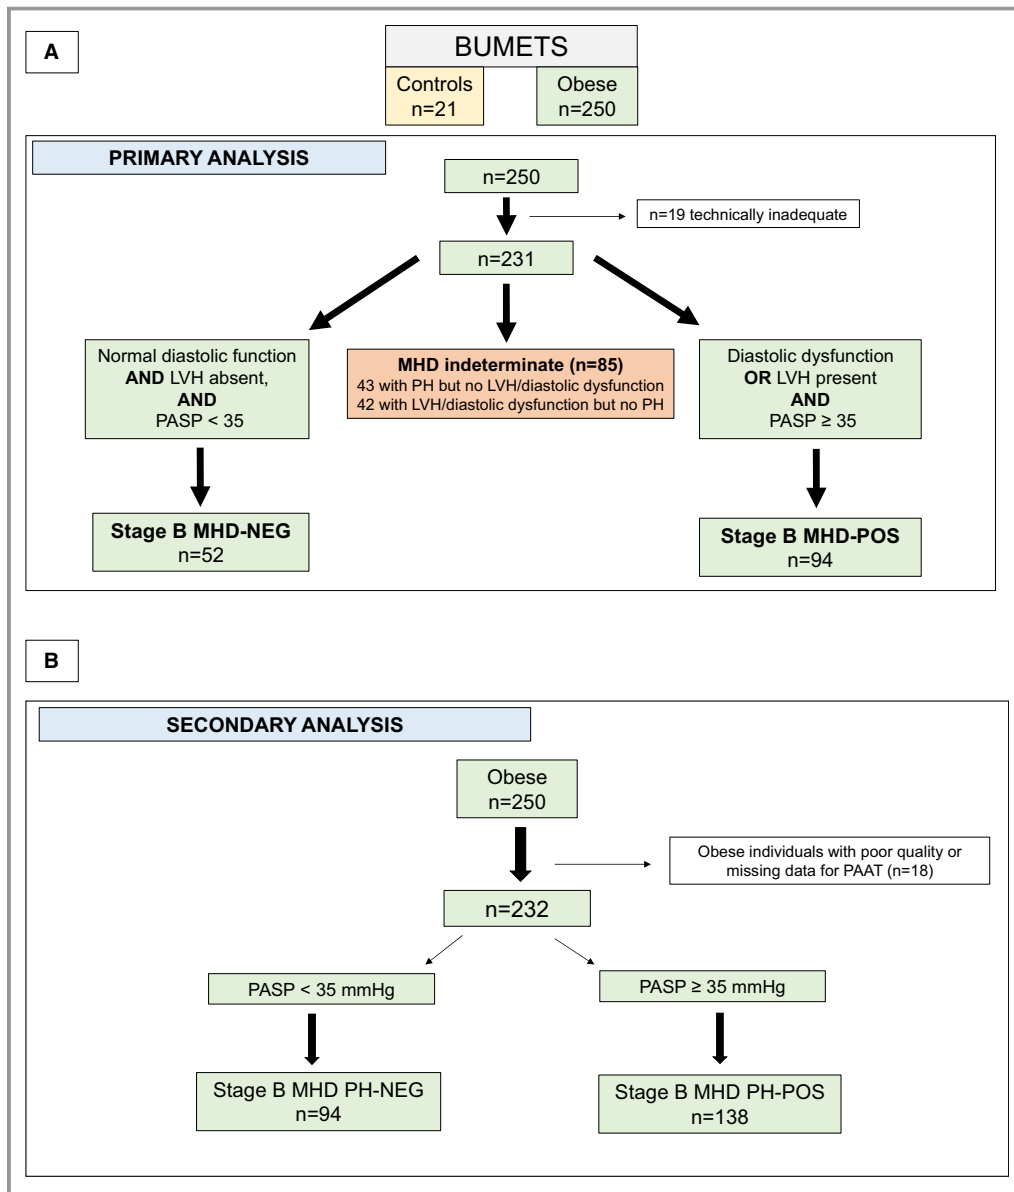 A
BUMETS
Controls
n=21
Obese
n=250
PRIMARY ANALYSIS
n=250
n=19 technically inadequate
n=231
Normal diastolic function
AND LVH absent,
AND
PASP < 35
MHD indeterminate (n=85)
43 with PH but no LVH/diastolic dysfunction
42 with LVH/diastolic dysfunction but no PH
Diastolic dysfunction
OR LVH present
AND
PASP ≥ 35
Stage B MHD-NEG
n=52
Stage B MHD-POS
n=94
B
SECONDARY ANALYSIS
Obese
n=250
Obese individuals with poor quality or
missing data for PAAT (n=18)
n=232
PASP < 35 mmHg
PASP ≥ 35 mmHg
Stage B MHD PH-NEG
n=94
Stage B MHD PH-POS
n=138